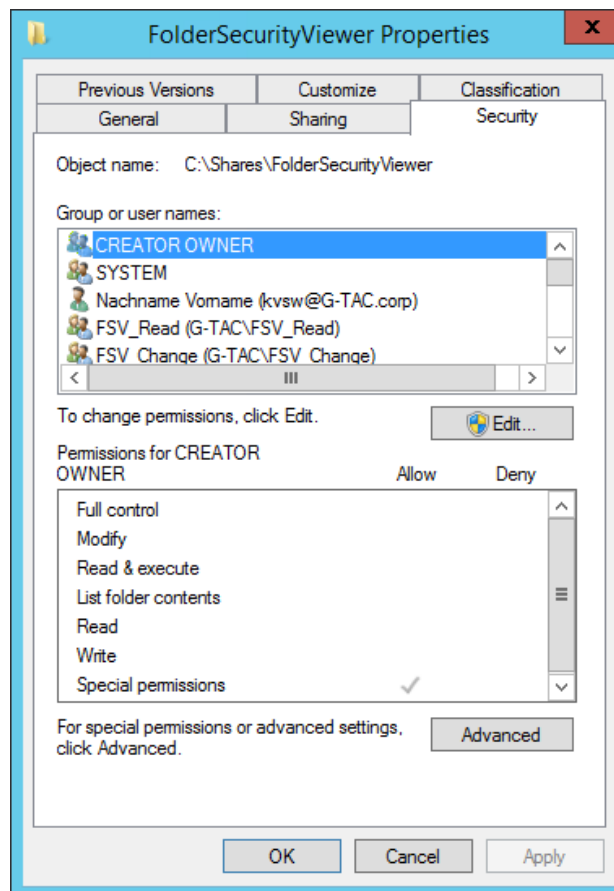 FolderSecurityViewer Properties
x
Previous Versions
Customize
Classification
General
Sharing
Security
Object name: C:\Shares\FolderSecurityViewer
Group or user names:
CREATOR OWNER
SYSTEM
Nachname Vorname (kvsw@G-TAC.corp)
FSV_Read (G-TAC\FSV_Read)
FSV_Change (G-TAC\FSV_Change)
To change permissions, click Edit.
Edit...
Permissions for CREATOR
OWNER
Allow
Deny
Full control
Modify
Read & execute
List folder contents
Read
Write
Special permissions
For special permissions or advanced settings,
click Advanced.
Advanced
OK
Cancel
Apply